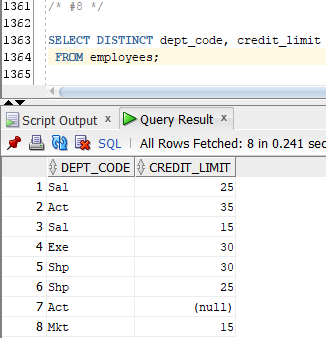 1361 /* #8 */
1362
1363 SELECT DISTINCT dept_code, credit_limit
1364 FROM employees;
1365
Script Output x Query Result x
SQL | All Rows Fetched: 8 in 0.241 sec
DEPT_CODE CREDIT_LIMIT
1 Sal 25
2 Act 35
3 Sal 15
4 Exe 30
5 Shp 30
6 Shp 25
7 Act (null)
8 Mkt 15